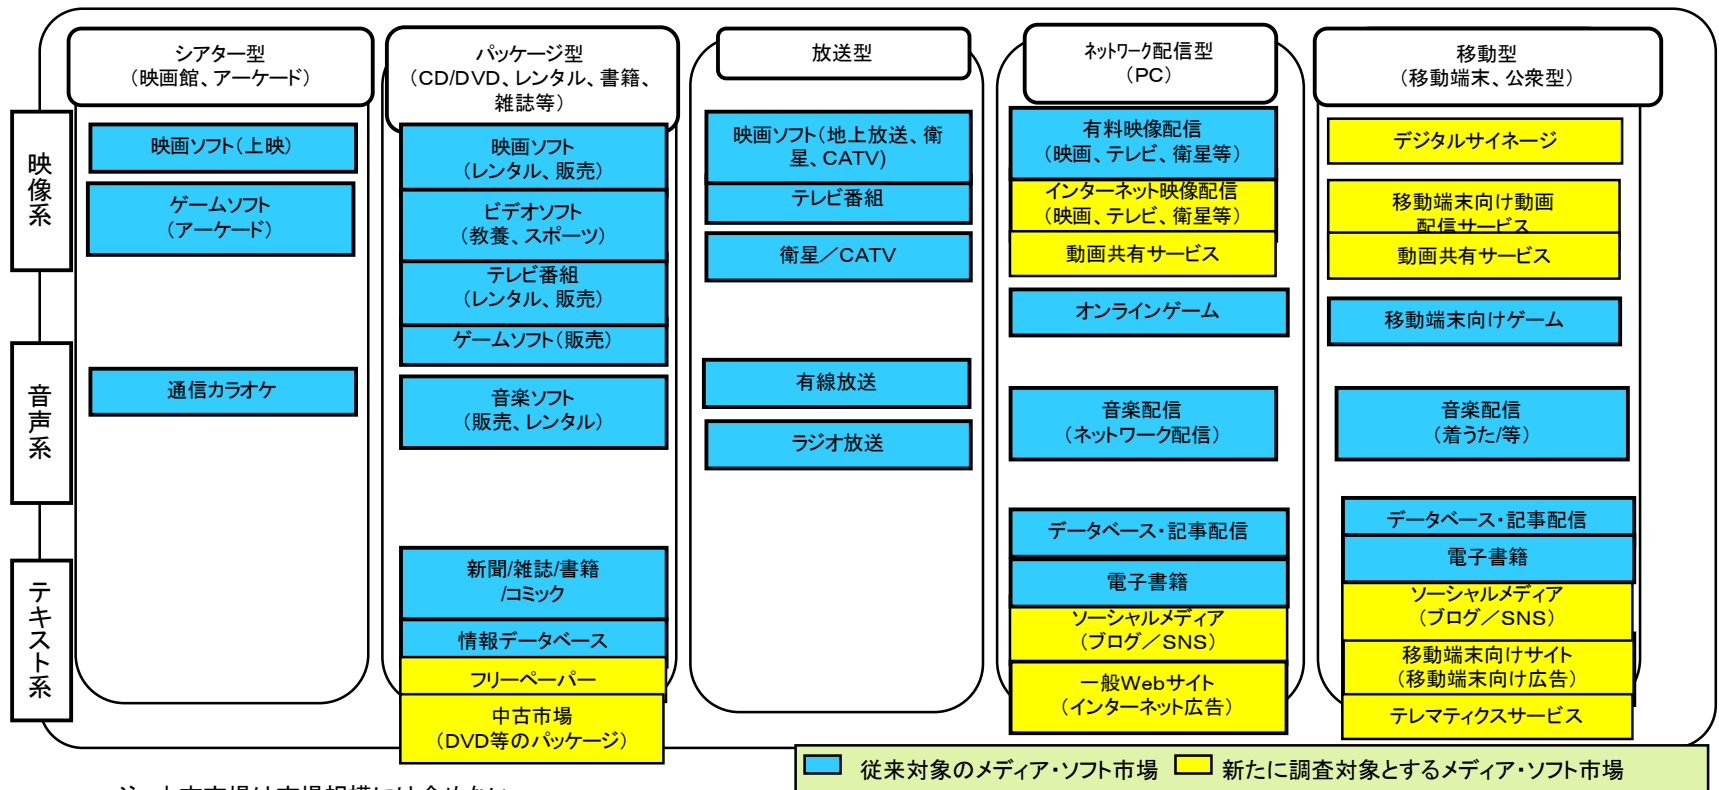 シアター型
（映画館、アーケード）
パッケージ型
（CD/DVD、レンタル、書籍、
雑誌等）
放送型
ネットワーク配信型
（PC）
移動型
（移動端末、公衆型）
映像系
映画ソフト（上映）
ゲームソフト
（アーケード）
映画ソフト
（レンタル、販売）
ビデオソフト
（教養、スポーツ）
テレビ番組
（レンタル、販売）
ゲームソフト（販売）
映画ソフト（地上放送、衛
星、CATV）
テレビ番組
衛星／CATV
有料映像配信
（映画、テレビ、衛星等）
インターネット映像配信
（映画、テレビ、衛星等）
動画共有サービス
オンラインゲーム
デジタルサイネージ
移動端末向け動画
配信サービス
動画共有サービス
移動端末向けゲーム
音声系
通信カラオケ
音楽ソフト
（販売、レンタル）
有線放送
ラジオ放送
音楽配信
（ネットワーク配信）
音楽配信
（着うた/等）
テキスト系
新聞/雑誌/書籍
/コミック
情報データベース
フリーペーパー
中古市場
（DVD等のパッケージ）
データベース・記事配信
電子書籍
ソーシャルメディア
（ブログ／SNS）
一般Webサイト
（インターネット広告）
データベース・記事配信
電子書籍
ソーシャルメディア
（ブログ／SNS）
移動端末向けサイト
（移動端末向け広告）
テレマティクスサービス
従来対象のメディア・ソフト市場
新たに調査対象とするメディア・ソフト市場